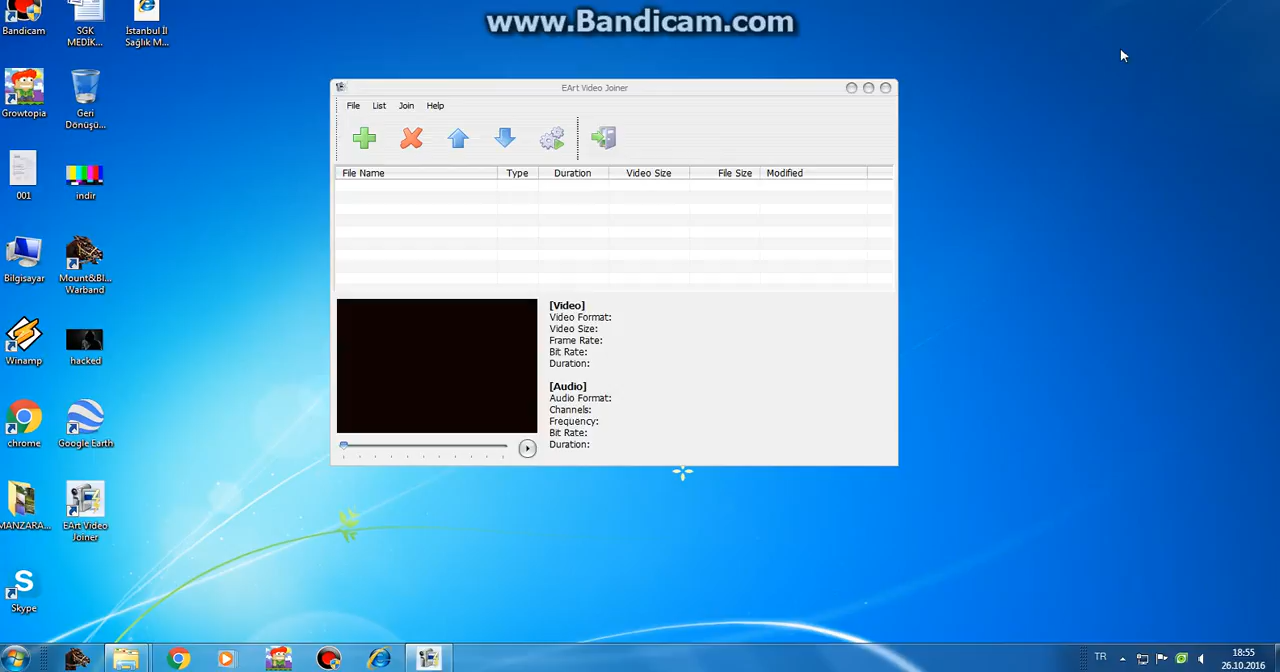 www.Bandicam.com
Bandicam
SGK
MEDİK...
Istanbul Il
Sağlık M...
Growtopia
Geri
Dönüşü...
001
indir
Bilgisayar
Mount&Bl...
Warband
Winamp
hacked
chrome
Google Earth
MANZARA...
EArt Video
Joiner
Skype
EArt Video Joiner
File List Join Help
File Name Type Duration Video Size File Size Modified
[Video]
Video Format:
Video Size:
Frame Rate:
Bit Rate:
Duration:
[Audio]
Audio Format:
Channels:
Frequency:
Bit Rate:
Duration:
TR
18:55
26.10.2016